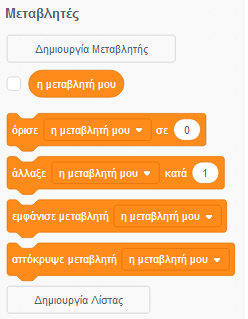 Μεταβλητές
Δημιουργία Μεταβλητής
η μεταβλητή μου
όρισε η μεταβλητή μου σε 0
άλλαξε η μεταβλητή μου κατά 1
εμφάνισε μεταβλητή η μεταβλητή μου
απόκρυψε μεταβλητή η μεταβλητή μου
Δημιουργία Λίστας